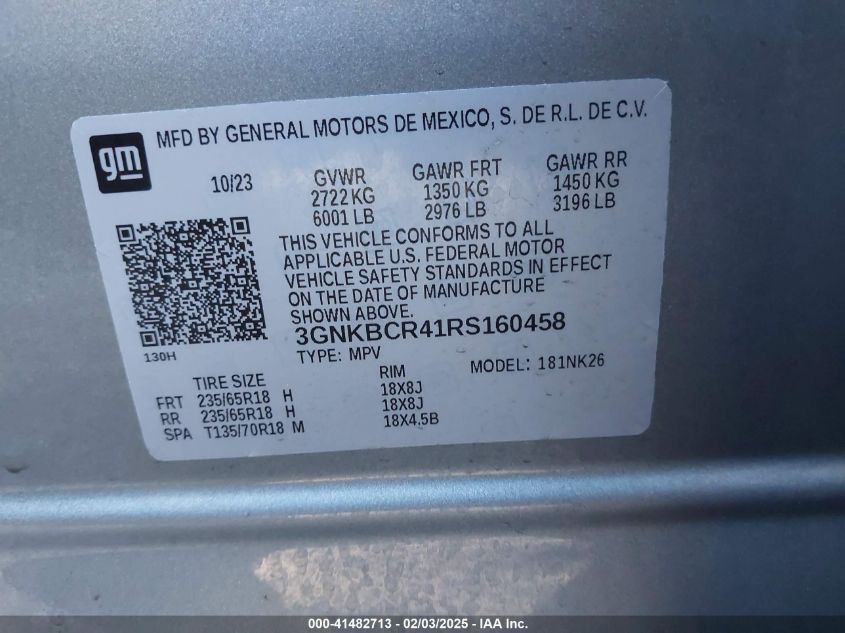 gm
MFD BY GENERAL MOTORS DE MEXICO, S. DE R.L. DE C.V.
10/23 GVWR GAWR FRT GAWR RR
2722 KG 1350 KG 1450 KG
6001 LB 2976 LB 3196 LB
THIS VEHICLE CONFORMS TO ALL
APPLICABLE U.S. FEDERAL MOTOR
VEHICLE SAFETY STANDARDS IN EFFECT
ON THE DATE OF MANUFACTURE
SHOWN ABOVE.
3GNKBCR41RS160458
130H
TYPE: MPV MODEL: 181NK26
TIRE SIZE RIM
FRT 235/65R18 H 18X8J
RR 235/65R18 H 18X8J
SPA T135/70R18 M 18X4.5B
000-41482713 - 02/03/2025 - IAA Inc.